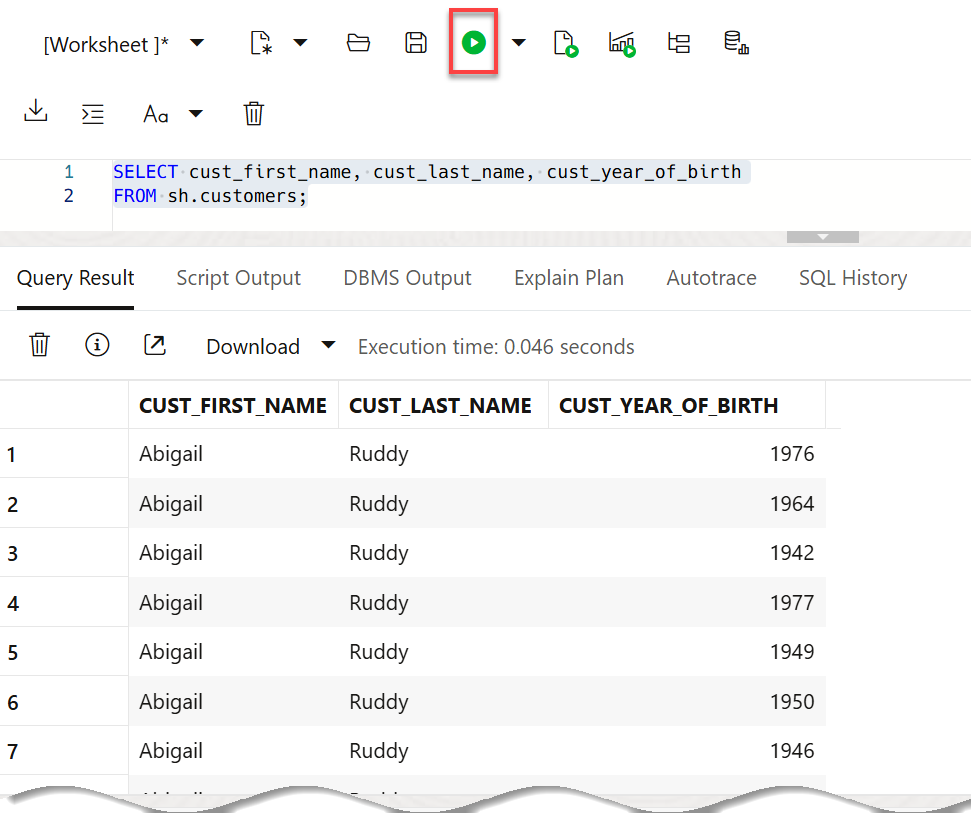 [Worksheet ]*
Aa
1 SELECT cust_first_name, cust_last_name, cust_year_of_birth
2 FROM sh.customers;
Query Result Script Output DBMS Output Explain Plan Autotrace SQL History
Download Execution time: 0.046 seconds
CUST_FIRST_NAME CUST_LAST_NAME CUST_YEAR_OF_BIRTH
1 Abigail Ruddy 1976
2 Abigail Ruddy 1964
3 Abigail Ruddy 1942
4 Abigail Ruddy 1977
5 Abigail Ruddy 1949
6 Abigail Ruddy 1950
7 Abigail Ruddy 1946